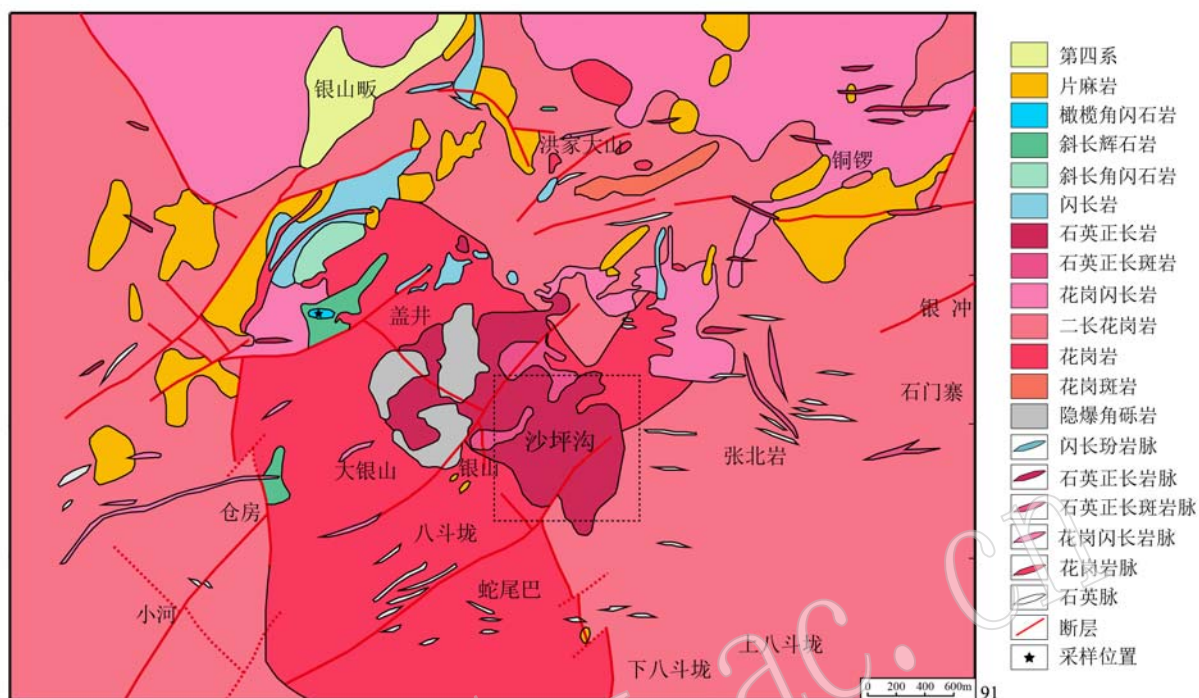 银山畈
洪家大山
铜锣
盖井
银 冲
石门寨
沙坪沟
张北岩
大银山
银山
仓房
八斗垅
蛇尾巴
小河
上八斗垅
下八斗垅
0 200 400 600m
91
第四系
片麻岩
橄榄角闪石岩
斜长辉石岩
斜长角闪石岩
闪长岩
石英正长岩
石英正长斑岩
花岗闪长岩
二长花岗岩
花岗岩
花岗斑岩
隐爆角砾岩
闪长玢岩脉
石英正长岩脉
石英正长斑岩脉
花岗闪长岩脉
花岗岩脉
石英脉
断层
采样位置
ac.cn